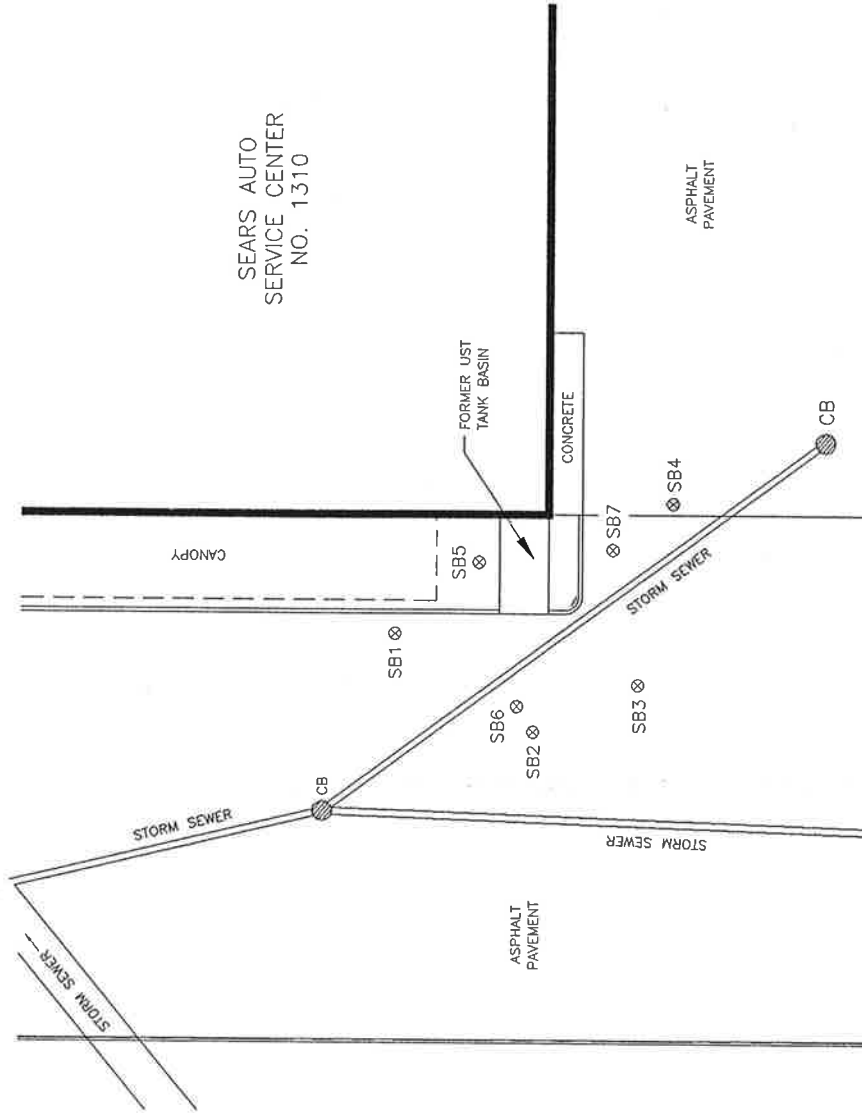 SEARS AUTO
SERVICE CENTER
NO. 1310
ASPHALT
PAVEMENT
FORMER UST
TANK BASIN
CONCRETE
CANOPY
SB5
SB1
SB7
SB4
CB
STORM SEWER
SB6
SB2
SB3
CB
STORM SEWER
STORM SEWER
STORM SEWER
ASPHALT
PAVEMENT